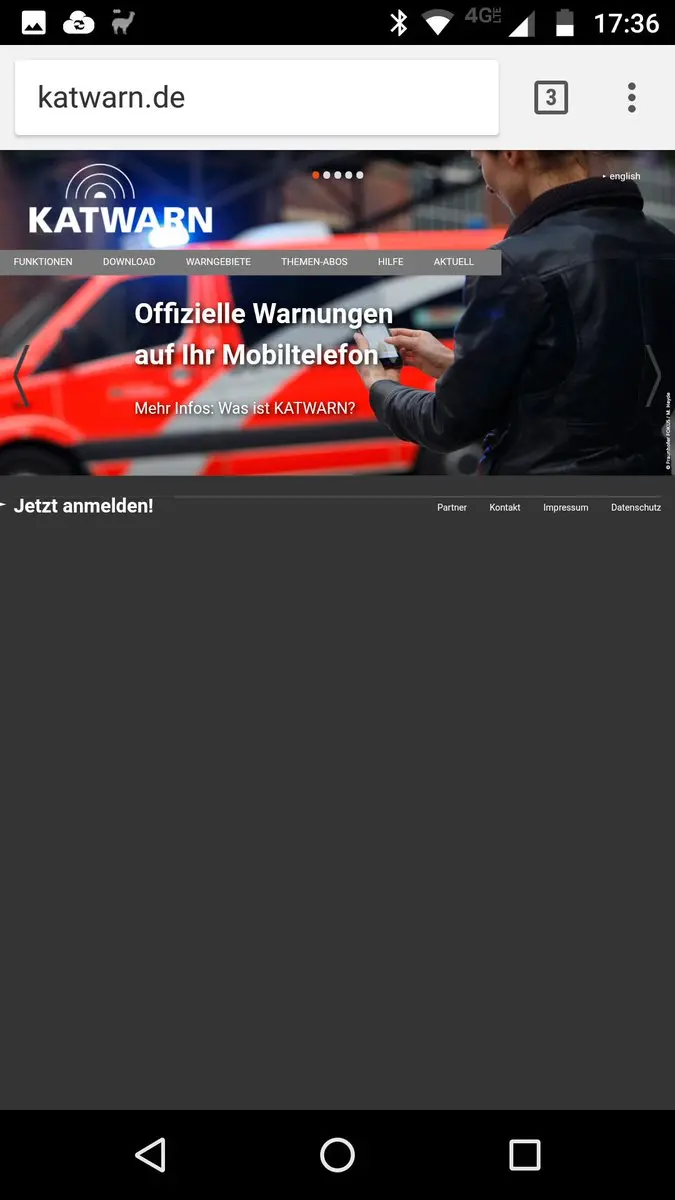 4G LTE
17:36
katwarn.de
3
KATWARN
‣ english
FUNKTIONEN DOWNLOAD WARNGEBIETE THEMEN-ABOS HILFE AKTUELL
Offizielle Warnungen
auf Ihr Mobiltelefon
Mehr Infos: Was ist KATWARN?
© Fraunhofer FOKUS / M. Heyde
Jetzt anmelden!
Partner Kontakt Impressum Datenschutz